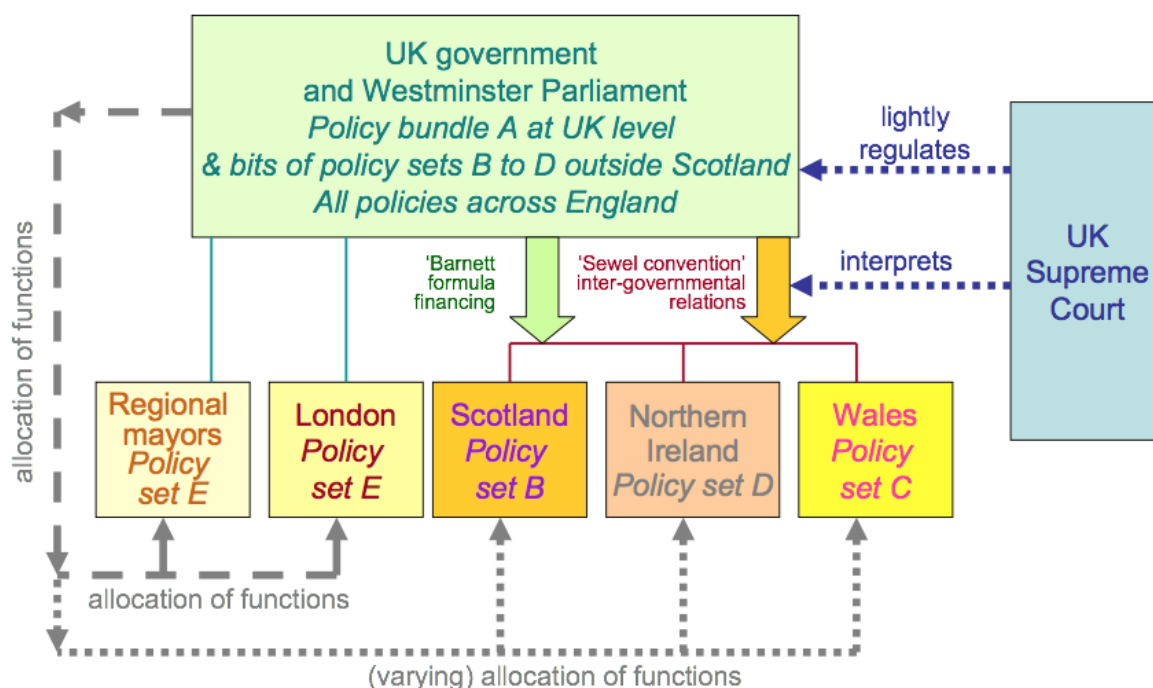 UK government
and Westminster Parliament
Policy bundle A at UK level
& bits of policy sets B to D outside Scotland
All policies across England
lightly
regulates
UK
Supreme
Court
interprets
'Barnett
formula
financing
'Sewel convention'
inter-governmental
relations
allocation of functions
Regional
mayors
Policy
set E
London
Policy
set E
Scotland
Policy
set B
Northern
Ireland
Policy set D
Wales
Policy
set C
allocation of functions
(varying) allocation of functions